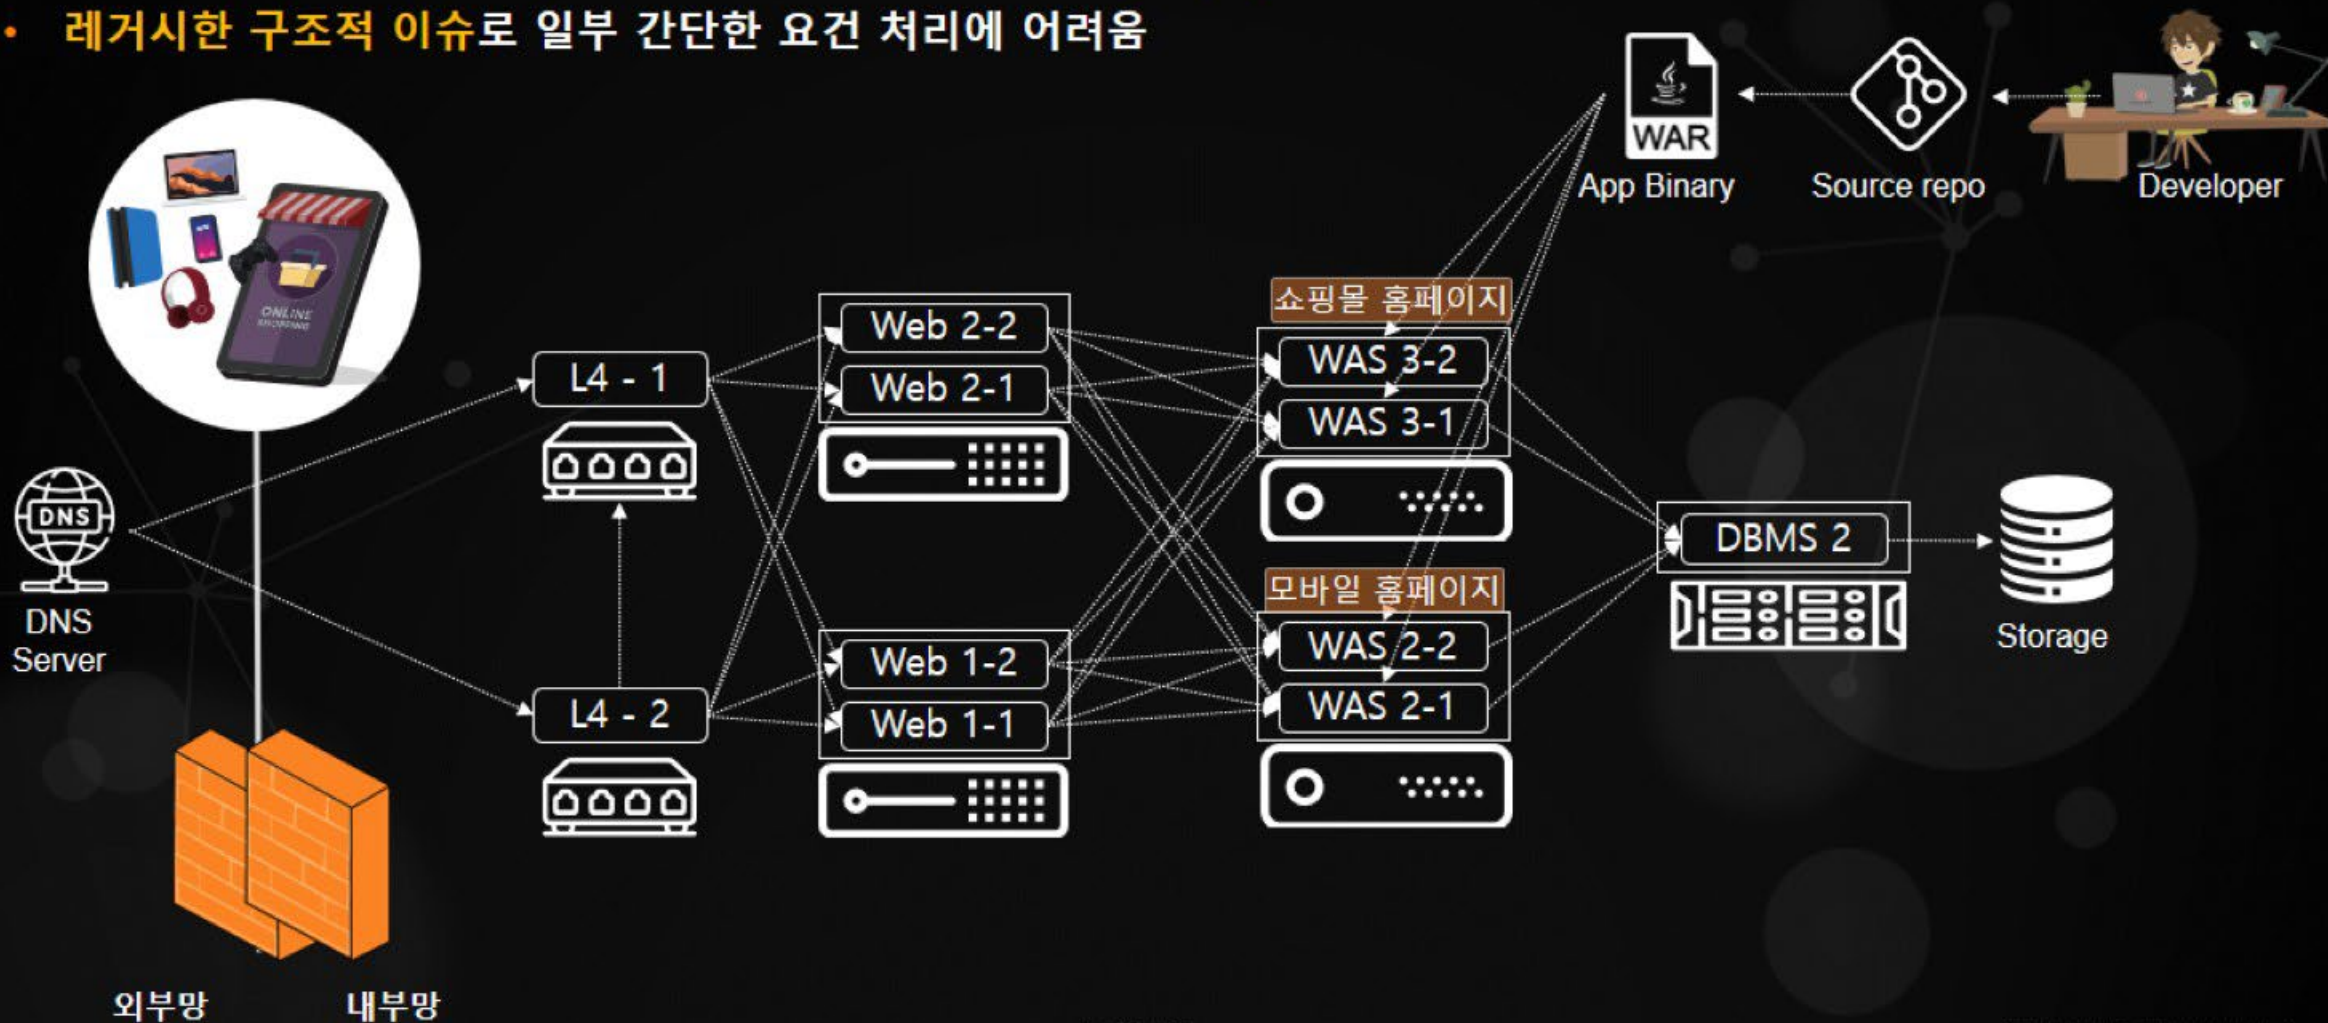 • 레거시한 구조적 이슈로 일부 간단한 요건 처리에 어려움
WAR
App Binary
Source repo
Developer
ONLINE
SHOPPING
쇼핑몰 홈페이지
Web 2-2
WAS 3-2
L4 - 1
Web 2-1
WAS 3-1
DNS
DNS
Server
DBMS 2
Storage
모바일 홈페이지
Web 1-2
WAS 2-2
L4 - 2
Web 1-1
WAS 2-1
외부망
내부망